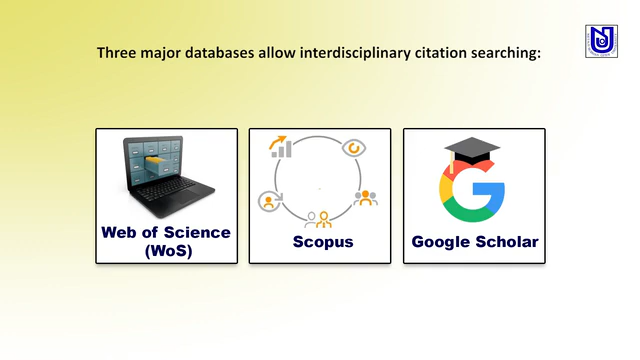 Three major databases allow interdisciplinary citation searching:
Web of Science
(WoS)
Scopus
Google Scholar